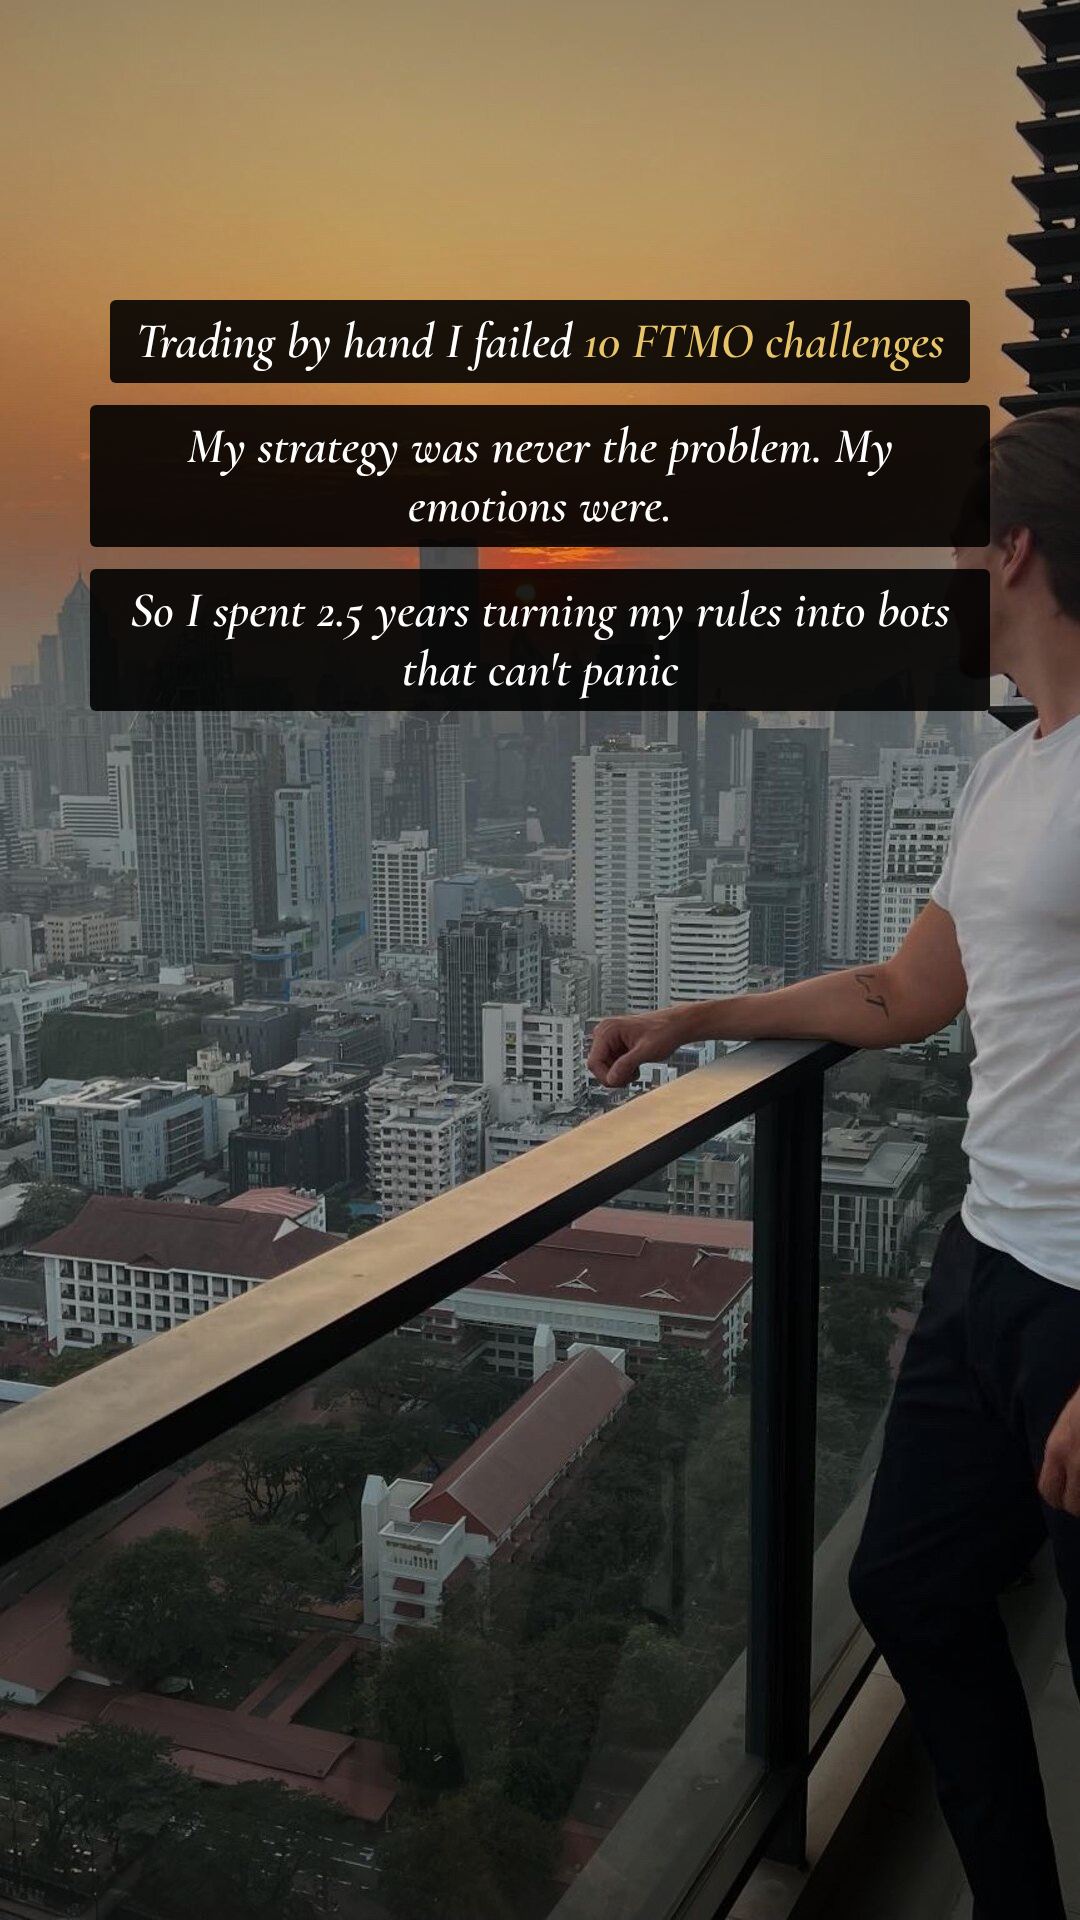 Trading by hand I failed 10 FTMO challenges
My strategy was never the problem. My
emotions were.
So I spent 2.5 years turning my rules into bots
that can't panic